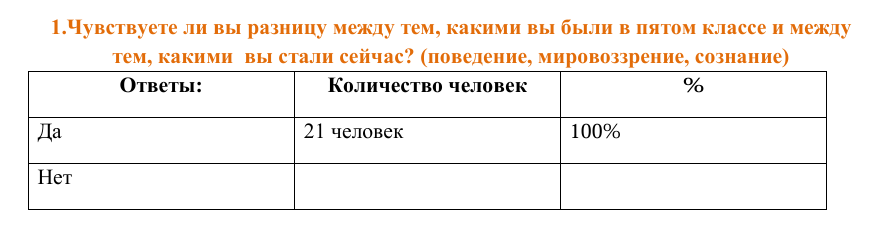 1.Чувствуете ли вы разницу между тем, какими вы были в пятом классе и между
тем, какими  вы стали сейчас? (поведение, мировоззрение, сознание)
Ответы: Количество человек %
Да 21 человек 100%
Нет